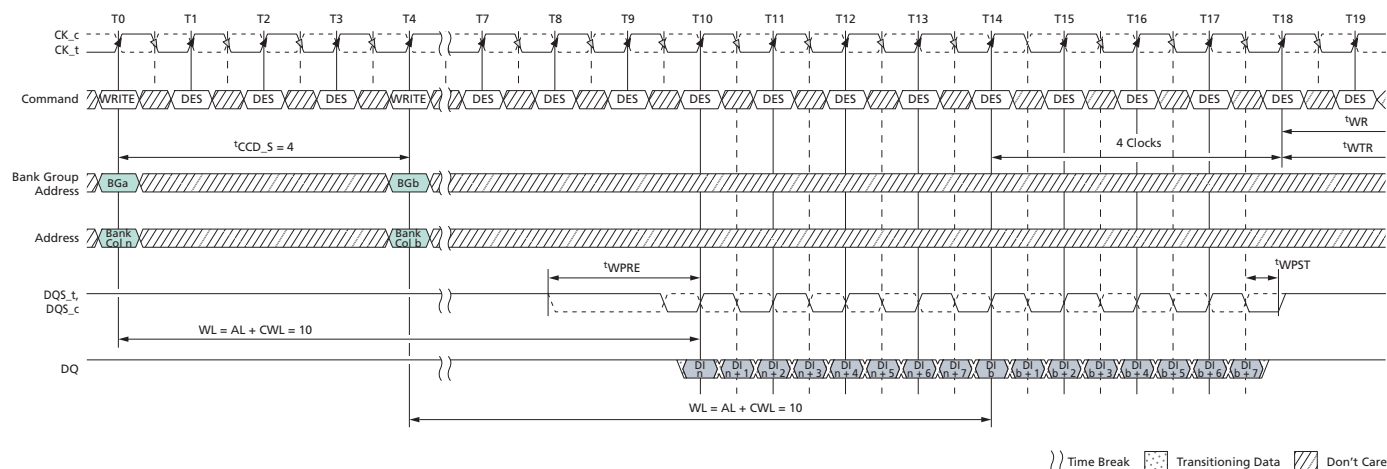 T0 T1 T2 T3 T4 T7 T8 T9 T10 T11 T12 T13 T14 T15 T16 T17 T18 T19
CK_c
CK_t
Command WRITE DES DES DES WRITE DES DES DES DES DES DES DES DES DES DES DES DES DES
tWR
tCCD_S = 4 4 Clocks tWTR
Bank Group
Address
BGa BGb
Address
Bank
Col n
Bank
Col b
tWPRE tWPST
DQS_t,
DQS_c
WL = AL + CWL = 10
DQ
DI
n
DI
n + 1
DI
n + 2
DI
n + 3
DI
n + 4
DI
n + 5
DI
n + 6
DI
n + 7
DI
b
DI
b + 1
DI
b + 2
DI
b + 3
DI
b + 4
DI
b + 5
DI
b + 6
DI
b + 7
WL = AL + CWL = 10
Time Break Transitioning Data Don't Care